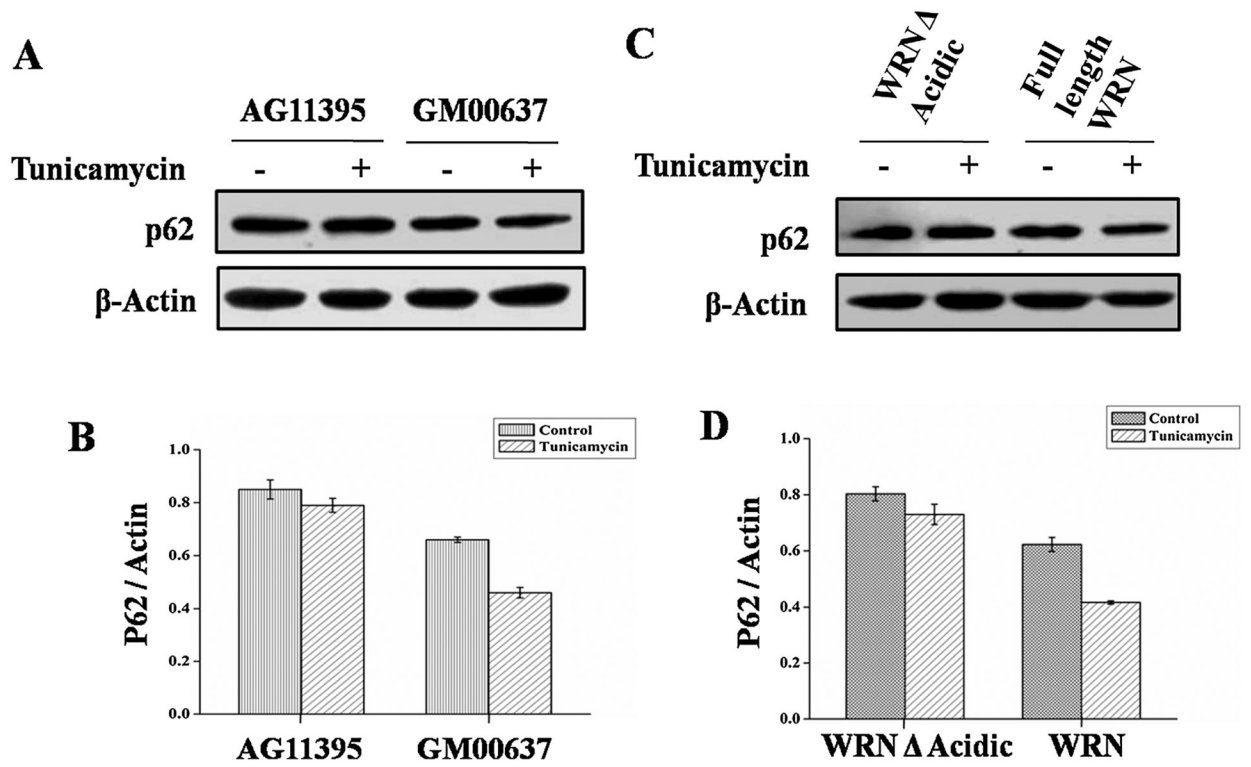 A
AG11395 GM00637
Tunicamycin - + - +
p62
β-Actin
B
Control
Tunicamycin
P62 / Actin
1.0
0.8
0.6
0.4
0.2
0.0
AG11395 GM00637
C
WRN Δ
Acidic
Full
length
WRN
Tunicamycin - + - +
p62
β-Actin
D
Control
Tunicamycin
P62 / Actin
1.0
0.8
0.6
0.4
0.2
0.0
WRN Δ Acidic WRN